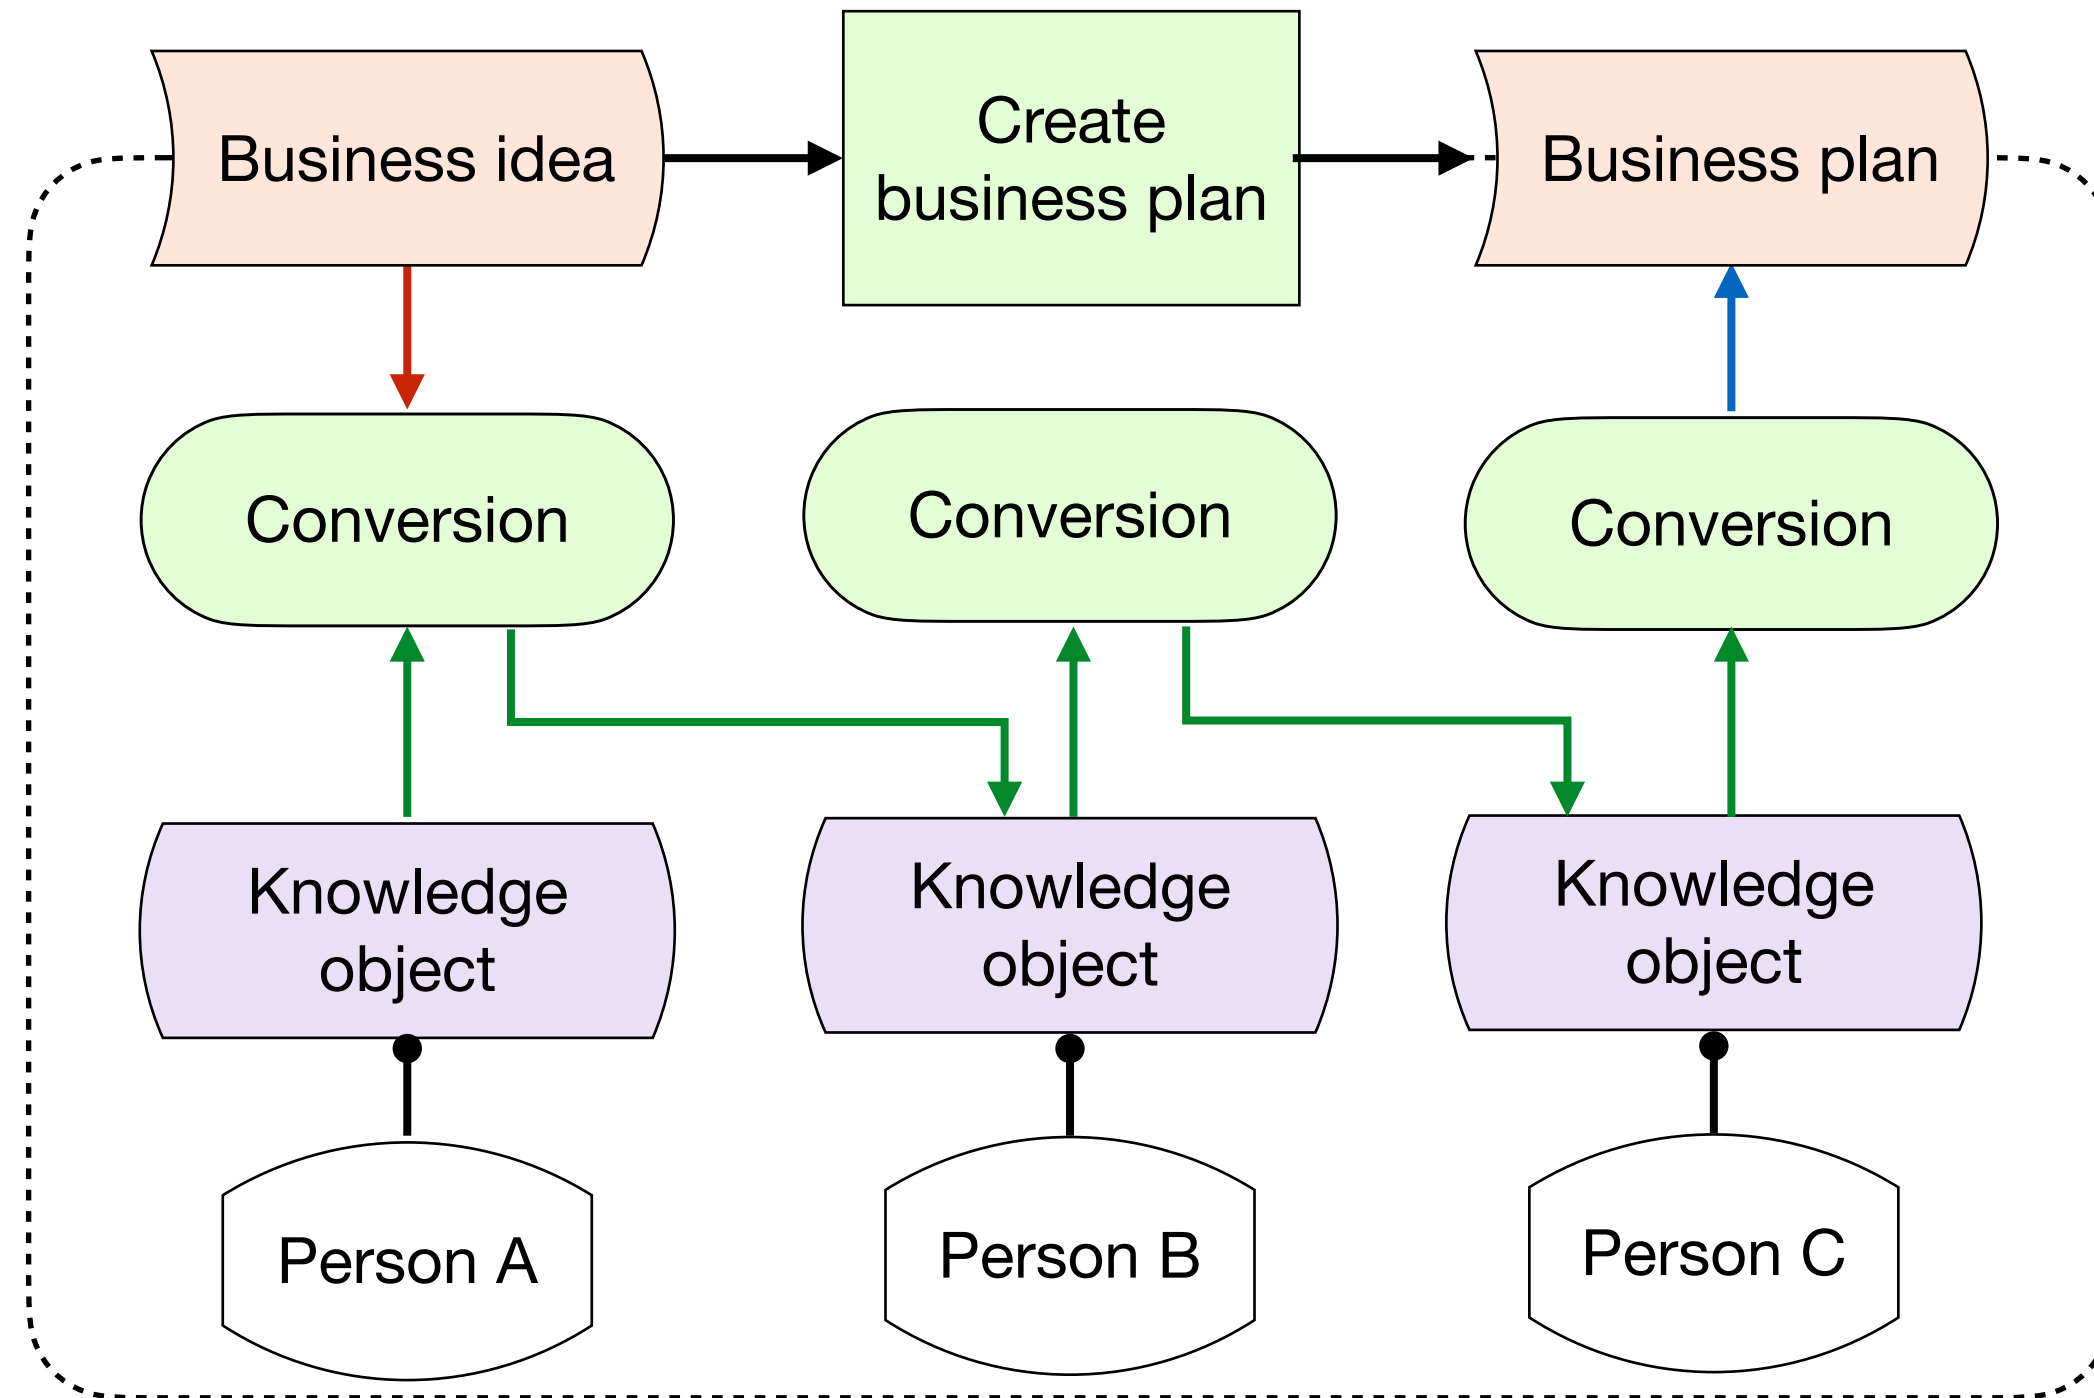 Business idea
Create
business plan
Business plan
Conversion
Conversion
Conversion
Knowledge
object
Knowledge
object
Knowledge
object
Person A
Person B
Person C